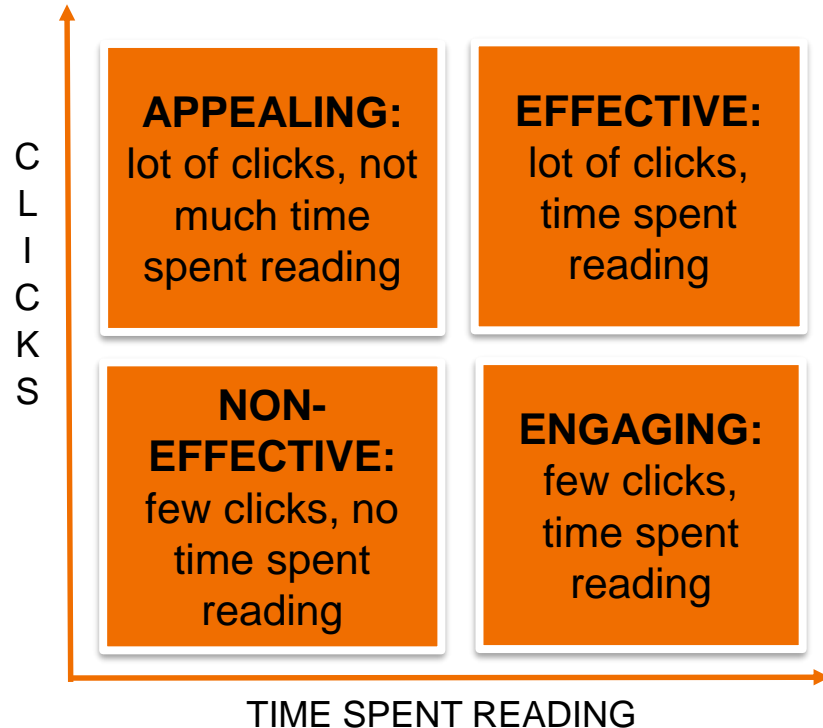 C
L
I
C
K
S
APPEALING:
lot of clicks, not
much time
spent reading
EFFECTIVE:
lot of clicks,
time spent
reading
NON-
EFFECTIVE:
few clicks, no
time spent
reading
ENGAGING:
few clicks,
time spent
reading
TIME SPENT READING